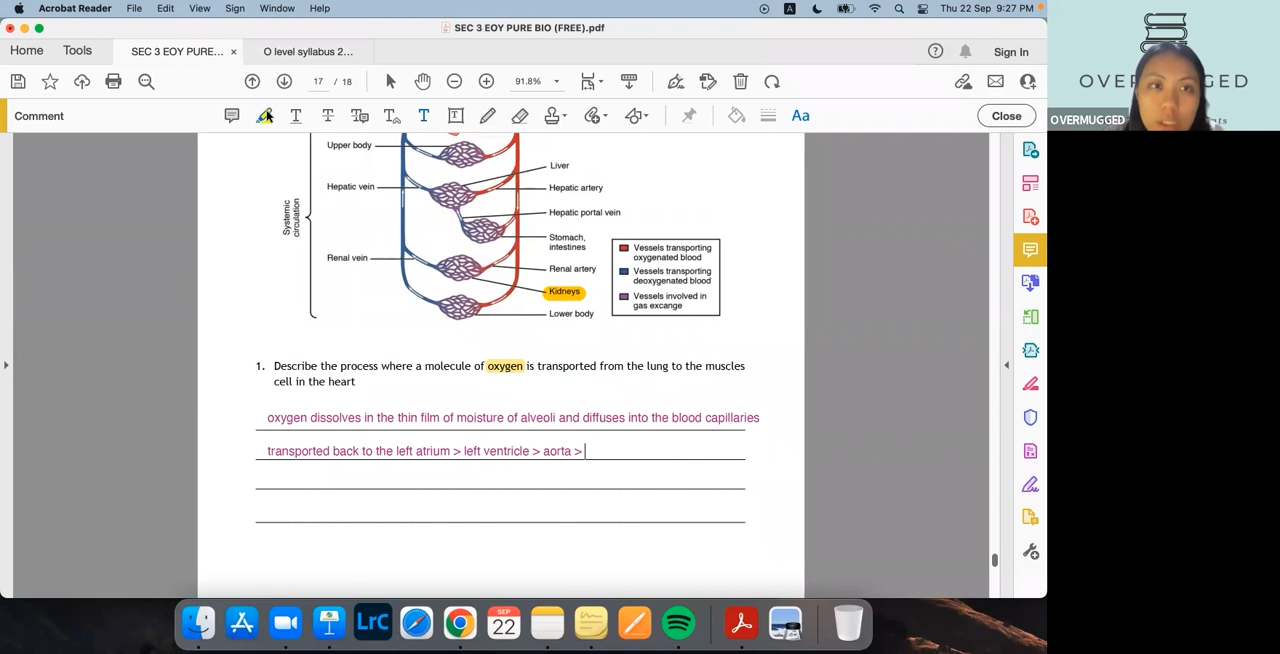 Acrobat Reader File Edit View Sign Window Help Thu 22 Sep 9:27 PM
SEC 3 EOY PURE BIO (FREE).pdf
Home Tools SEC 3 EOY PURE... × O level syllabus 2... Sign In
17 / 18 91.8%
Comment Close
OVERMUGGED
Upper body
Liver
Hepatic vein
Hepatic artery
Systemic circulation
Hepatic portal vein
Stomach, intestines
Vessels transporting oxygenated blood
Renal vein
Renal artery
Vessels transporting deoxygenated blood
Kidneys
Vessels involved in gas excange
Lower body
1. Describe the process where a molecule of oxygen is transported from the lung to the muscles
cell in the heart
oxygen dissolves in the thin film of moisture of alveoli and diffuses into the blood capillaries
transported back to the left atrium > left ventricle > aorta >
LrC
SEP
22